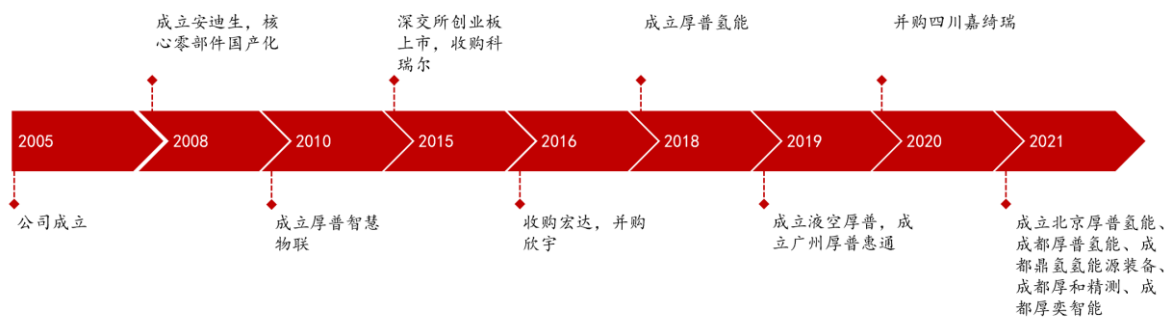 成立安迪生，核
心零部件国产化
深交所创业板
上市，收购科
瑞尔
成立厚普氢能
并购四川嘉绮瑞
2005
2008
2010
2015
2016
2018
2019
2020
2021
公司成立
成立厚普智慧
物联
收购宏达，并购
欣宇
成立液空厚普，成
立广州厚普惠通
成立北京厚普氢能、
成都厚普氢能、成
都鼎氢氢能源装备、
成都厚和精测、成
都厚奕智能